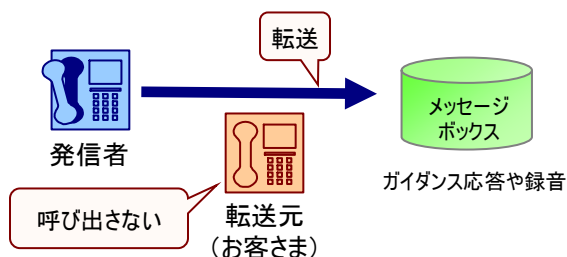 転送
メッセージ
ボックス
発信者
ガイダンス応答や録音
呼び出さない
転送元
（お客さま）